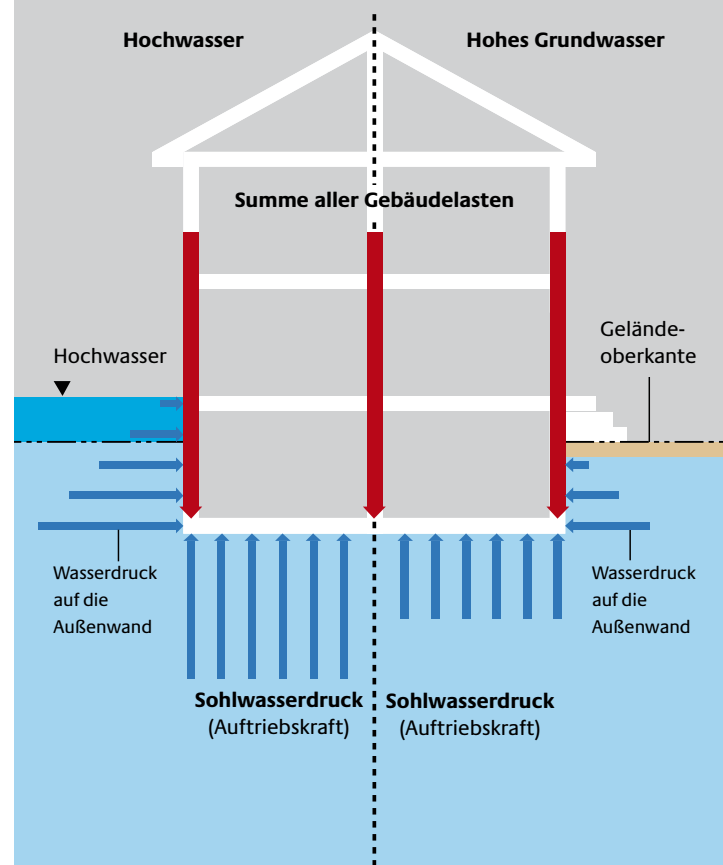 Hochwasser
Hohes Grundwasser
Summe aller Gebäudelasten
Hochwasser
Gelände-
oberkante
Wasserdruck
auf die
Außenwand
Wasserdruck
auf die
Außenwand
Sohlwasserdruck
(Auftriebskraft)
Sohlwasserdruck
(Auftriebskraft)